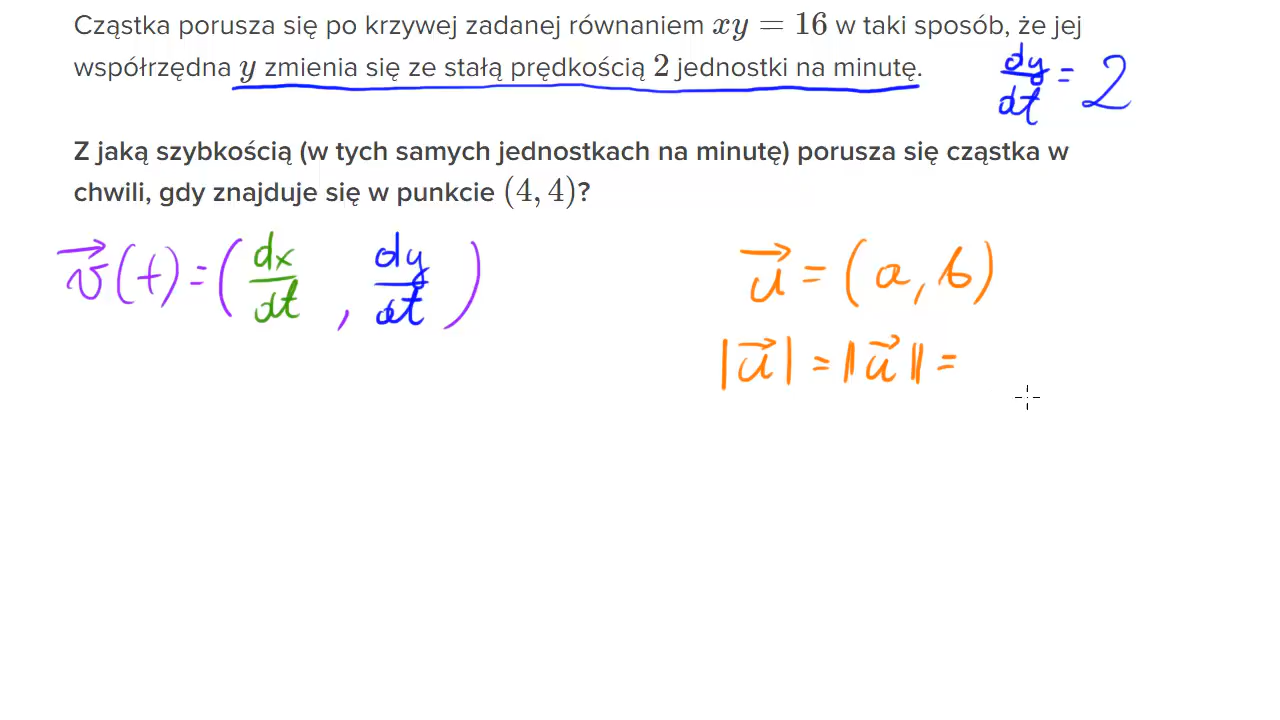 Cząstka porusza się po krzywej zadanej równaniem xy = 16 w taki sposób, że jej
współrzędna y zmienia się ze stałą prędkością 2 jednostki na minutę.
dy/dt = 2
Z jaką szybkością (w tych samych jednostkach na minutę) porusza się cząstka w
chwili, gdy znajduje się w punkcie (4, 4)?
v⃗(t) = (dx/dt, dy/dt)
u⃗ = (a, b)
|u⃗| = ‖u⃗‖ =